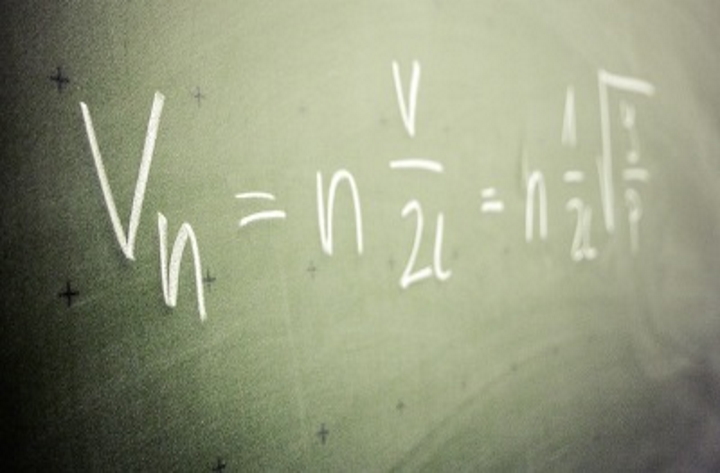 Vn = n v/2l = n 1/2l √